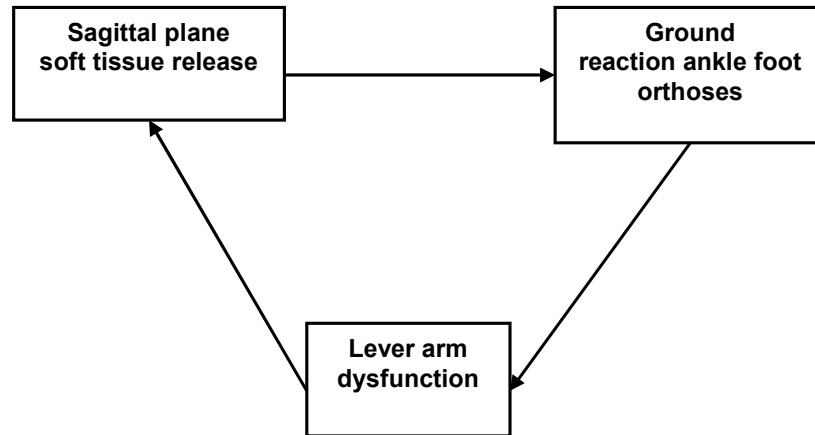 Sagittal plane
soft tissue release
Ground
reaction ankle foot
orthoses
Lever arm
dysfunction